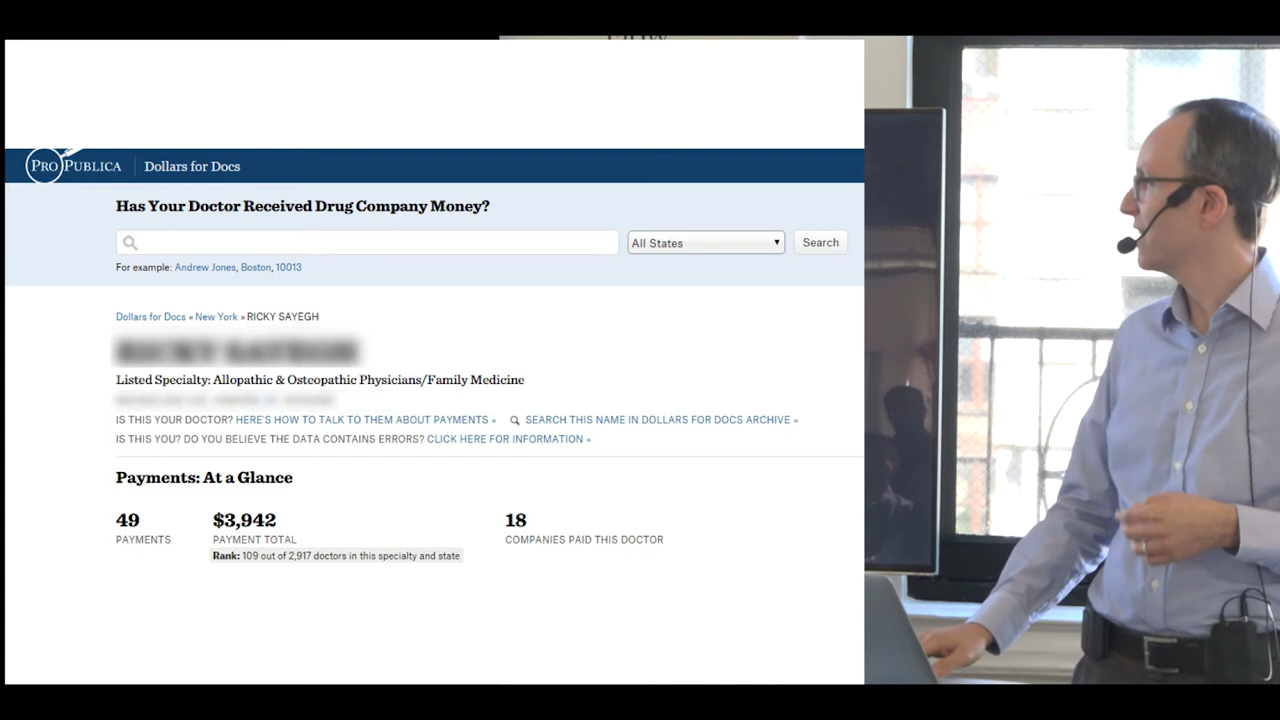 PROPUBLICA Dollars for Docs
Has Your Doctor Received Drug Company Money?
All States
Search
For example: Andrew Jones, Boston, 10013
Dollars for Docs » New York » RICKY SAYEGH
RICKY SAYEGH
Listed Specialty: Allopathic & Osteopathic Physicians/Family Medicine
IS THIS YOUR DOCTOR? HERE'S HOW TO TALK TO THEM ABOUT PAYMENTS » SEARCH THIS NAME IN DOLLARS FOR DOCS ARCHIVE »
IS THIS YOU? DO YOU BELIEVE THE DATA CONTAINS ERRORS? CLICK HERE FOR INFORMATION »
Payments: At a Glance
49 $3,942 18
PAYMENTS PAYMENT TOTAL COMPANIES PAID THIS DOCTOR
Rank: 109 out of 2,917 doctors in this specialty and state